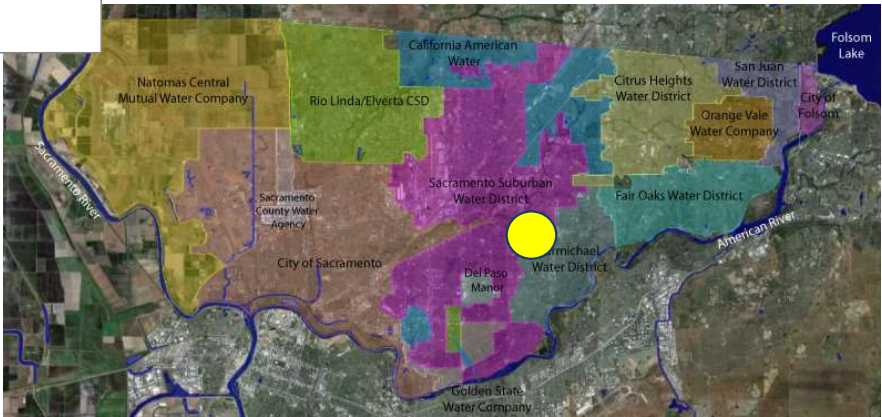 California American
Water
Folsom
Lake
Natomas Central
Mutual Water Company
Rio Linda/Elverta CSD
Citrus Heights
Water District
San Juan
Water District
City of
Folsom
Orange Vale
Water Company
Sacramento River
Sacramento Suburban
Water District
Fair Oaks Water District
Sacramento
County Water
Agency
American River
City of Sacramento
Water District
Del Paso
Manor
Golden State
Water Company